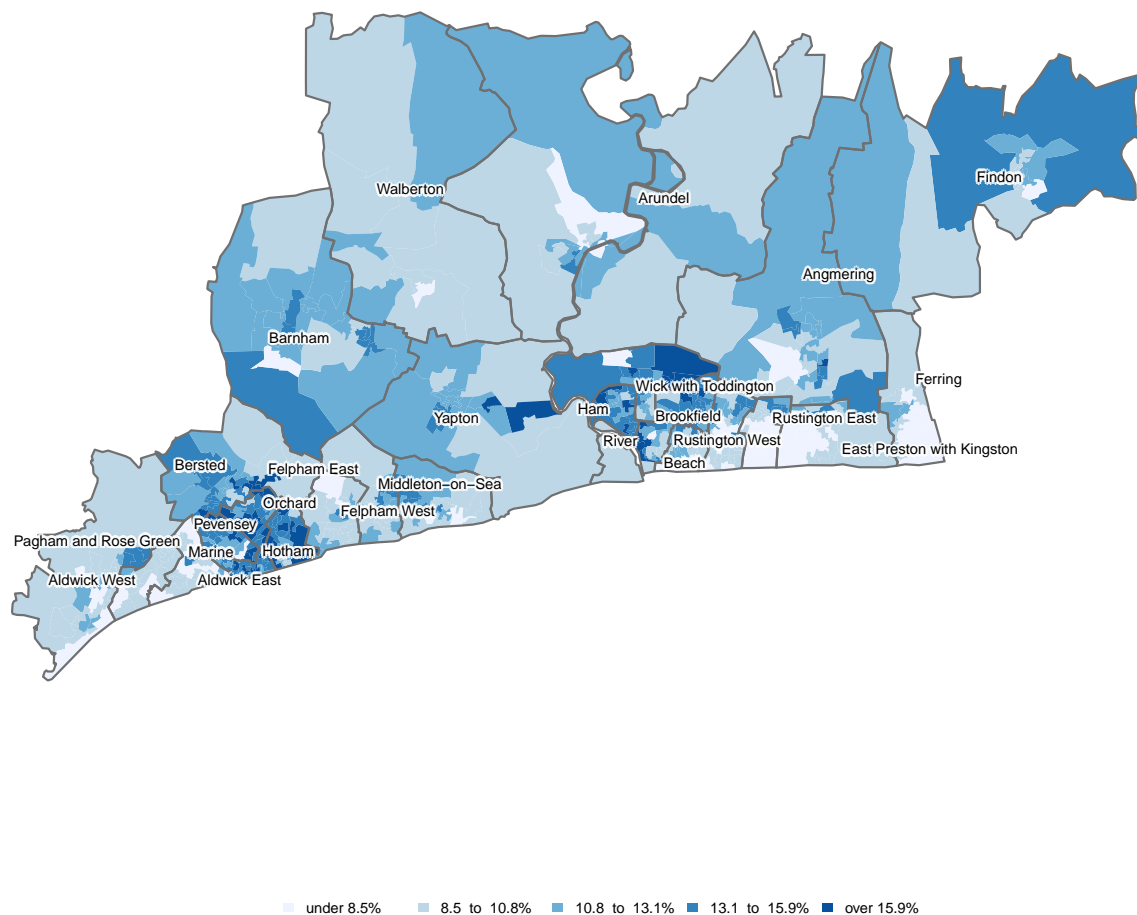 Walberton
Arundel
Findon
Angmering
Barnham
Ferring
Wick with Toddington
Ham
Yapton
Brookfield
Rustington East
River
Rustington West
East Preston with Kingston
Beach
Bersted
Felpham East
Middleton−on−Sea
Orchard
Felpham West
Pevensey
Pagham and Rose Green
Marine
Hotham
Aldwick West
Aldwick East
under 8.5%
8.5 to 10.8%
10.8 to 13.1%
13.1 to 15.9%
over 15.9%